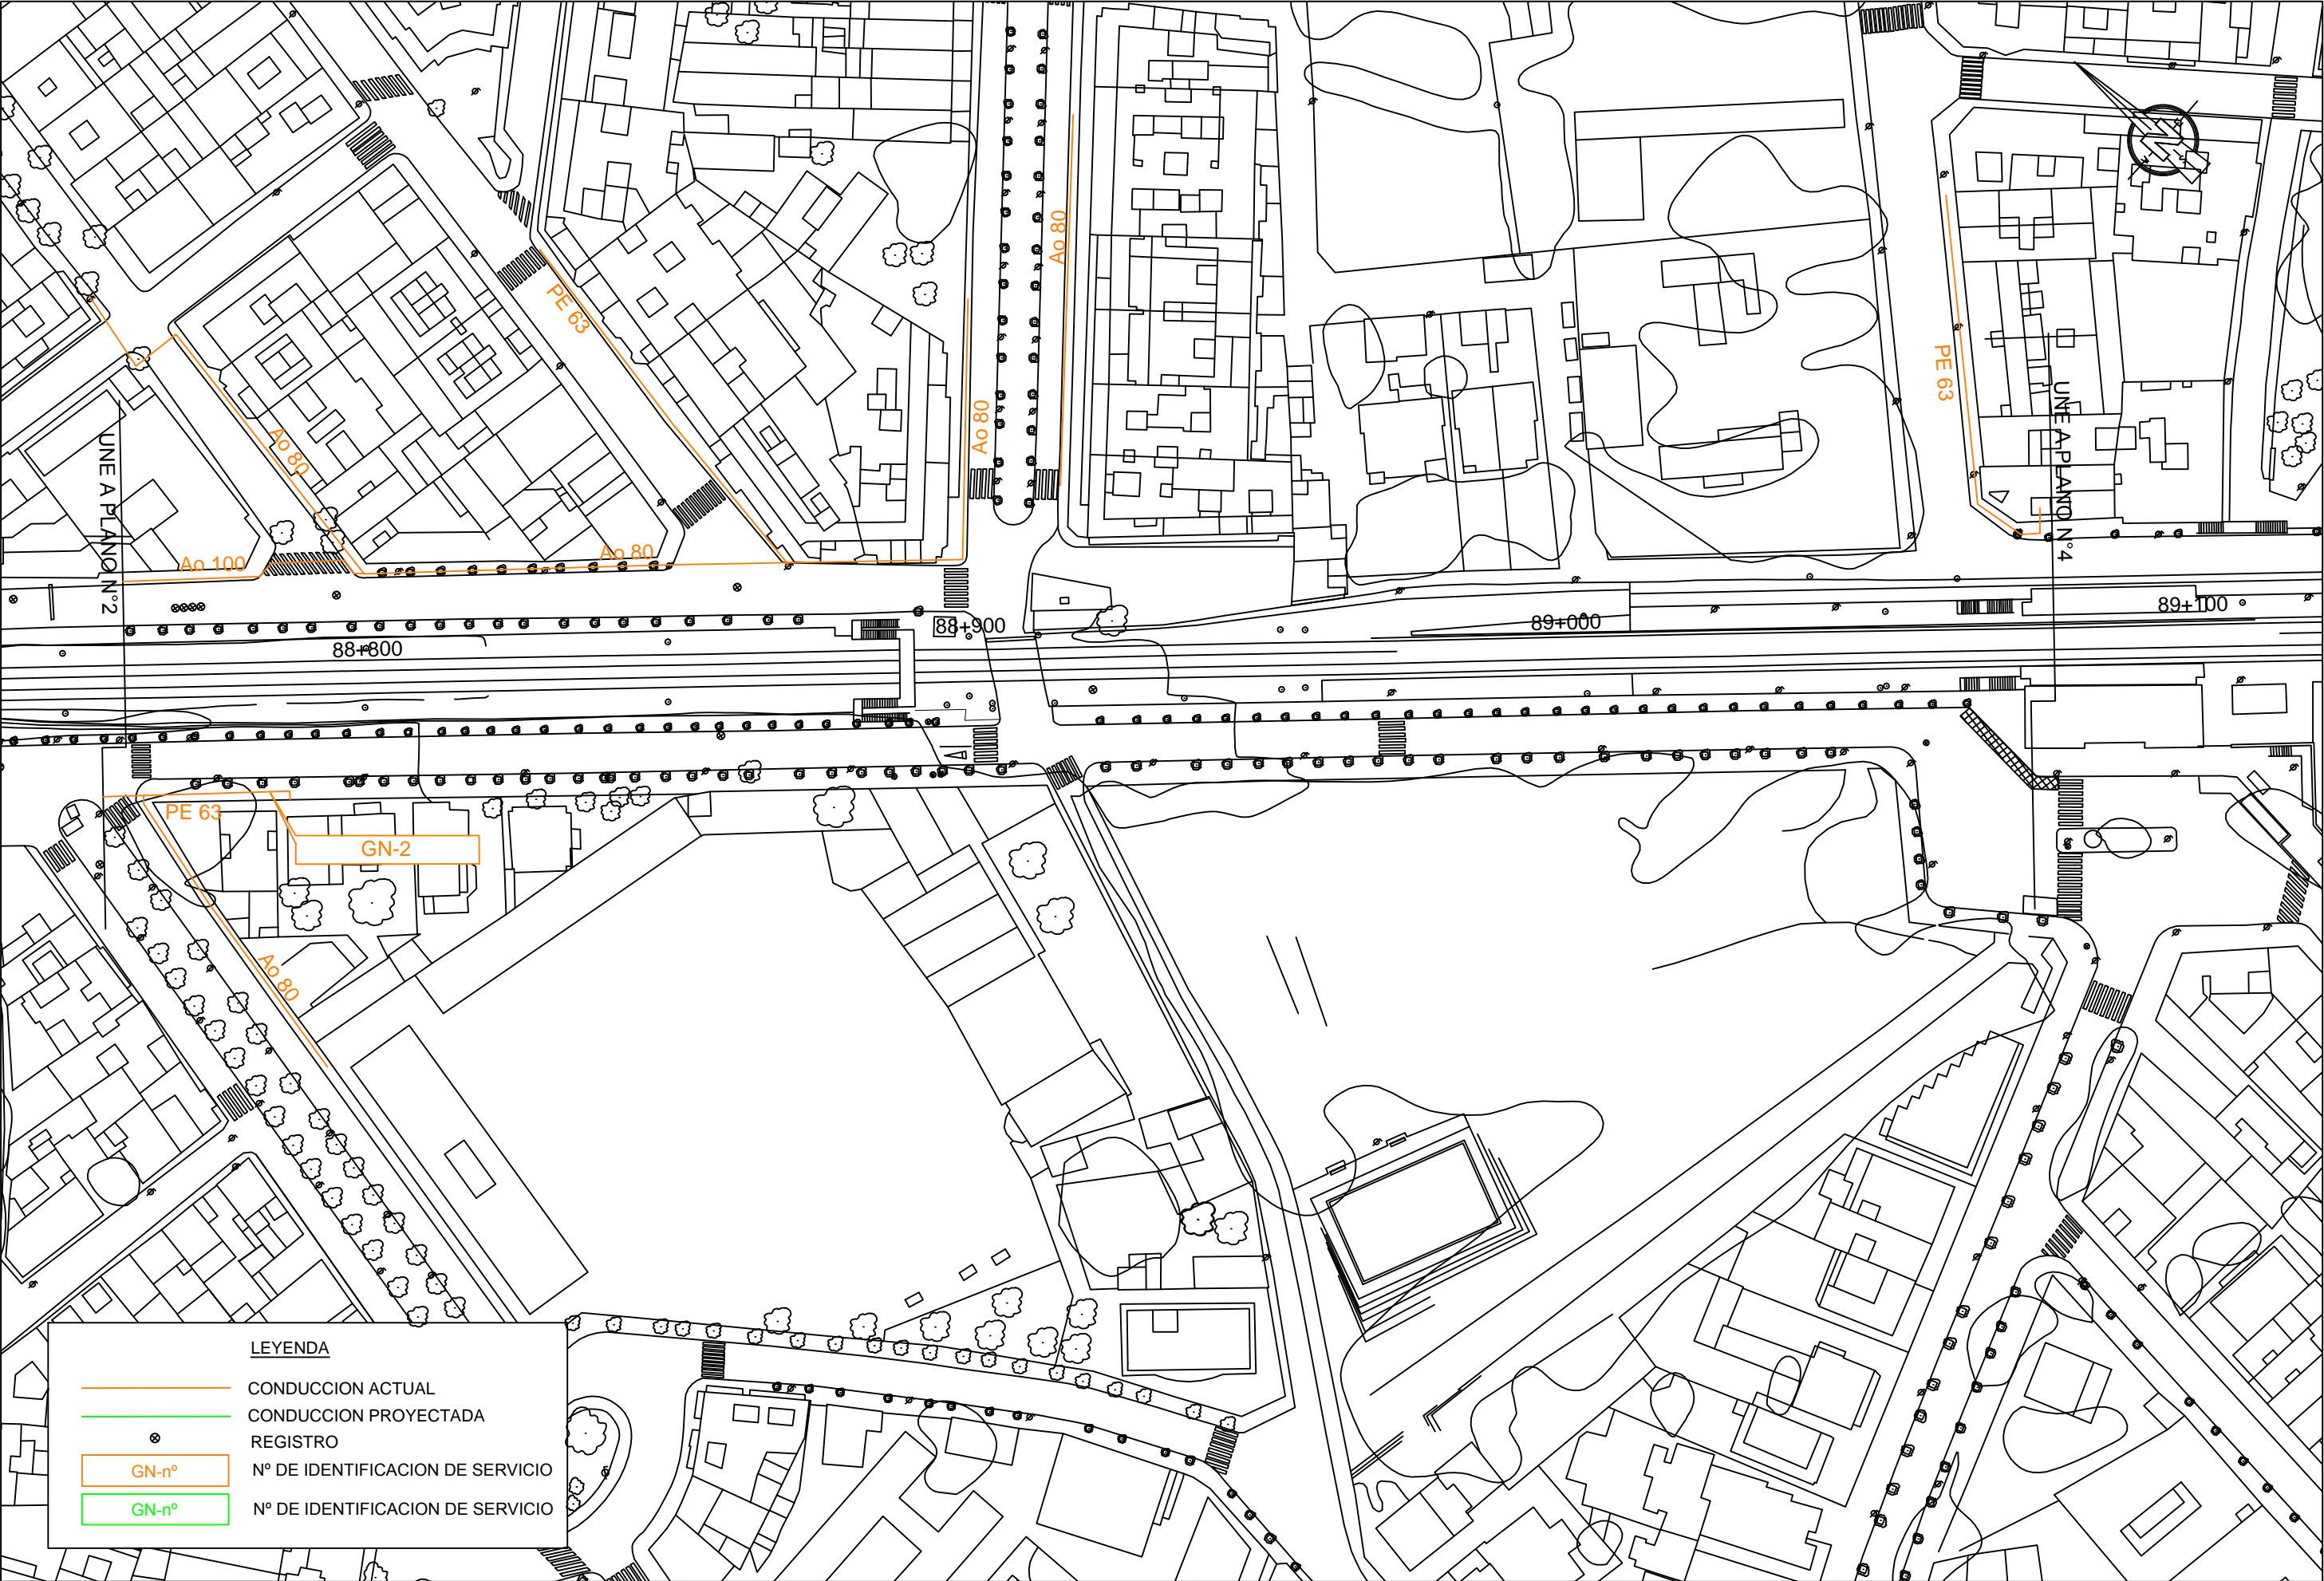 Ao 80
PE 63
PE 63
Ao 80
UNE A PLANO N°2
Ao 80
UNE A PLANO N°4
Ao 100
Ao 80
88+800
88+900
89+000
89+100
PE 63
GN-2
Ao 80
LEYENDA
CONDUCCION ACTUAL
CONDUCCION PROYECTADA
REGISTRO
GN-nº Nº DE IDENTIFICACION DE SERVICIO
GN-nº Nº DE IDENTIFICACION DE SERVICIO